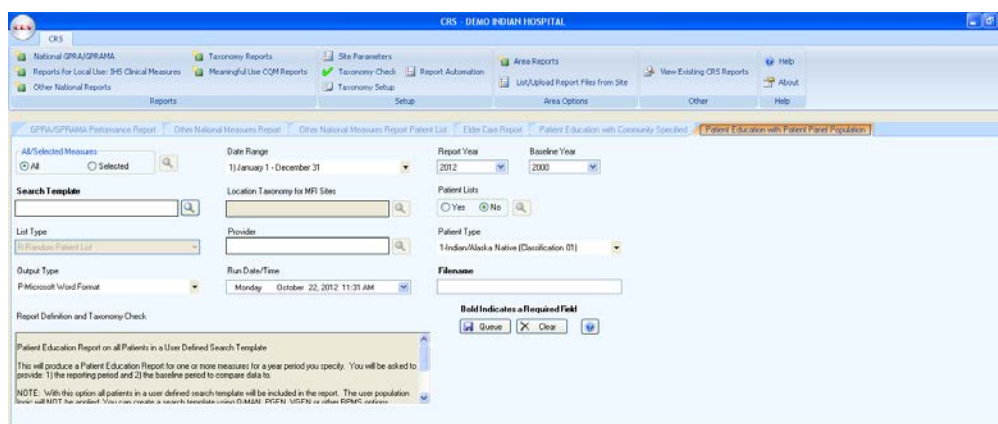 CRS - DEMO INDIAN HOSPITAL
CRS
National GPRA/GPRAMA
Reports for Local Use: IHS Clinical Measures
Other National Reports
Taxonomy Reports
Meaningful Use CQM Reports
Reports
Site Parameters
Taxonomy Check
Report Automation
Taxonomy Setup
Setup
Area Reports
List/Upload Report Files from Site
Area Options
View Existing CRS Reports
Other
Help
About
Help
GPRA/GPRAMA Performance Report
Other National Measures Report
Other National Measures Report Patient List
Elder Care Report
Patient Education with Community Specified
Patient Education with Patient Panel Population
All/Selected Measures
All Selected
Date Range
1) January 1 - December 31
Report Year
2012
Baseline Year
2000
Search Template
Location Taxonomy for MFI Sites
Patient Lists
Yes No
List Type
R-Random Patient List
Provider
Patient Type
1-Indian/Alaska Native (Classification 01)
Output Type
P-Microsoft Word Format
Run Date/Time
Monday October 22, 2012 11:31 AM
Filename
Report Definition and Taxonomy Check
Bold Indicates a Required Field
Queue Clear
Patient Education Report on all Patients in a User Defined Search Template
This will produce a Patient Education Report for one or more measures for a year period you specify. You will be asked to
provide: 1) the reporting period and 2) the baseline period to compare data to.
NOTE: With this option all patients in a user defined search template will be included in the report. The user population
logic will NOT be applied. You can create a search template using Q-MAN, PGEN, VGEN or other RPMS options.